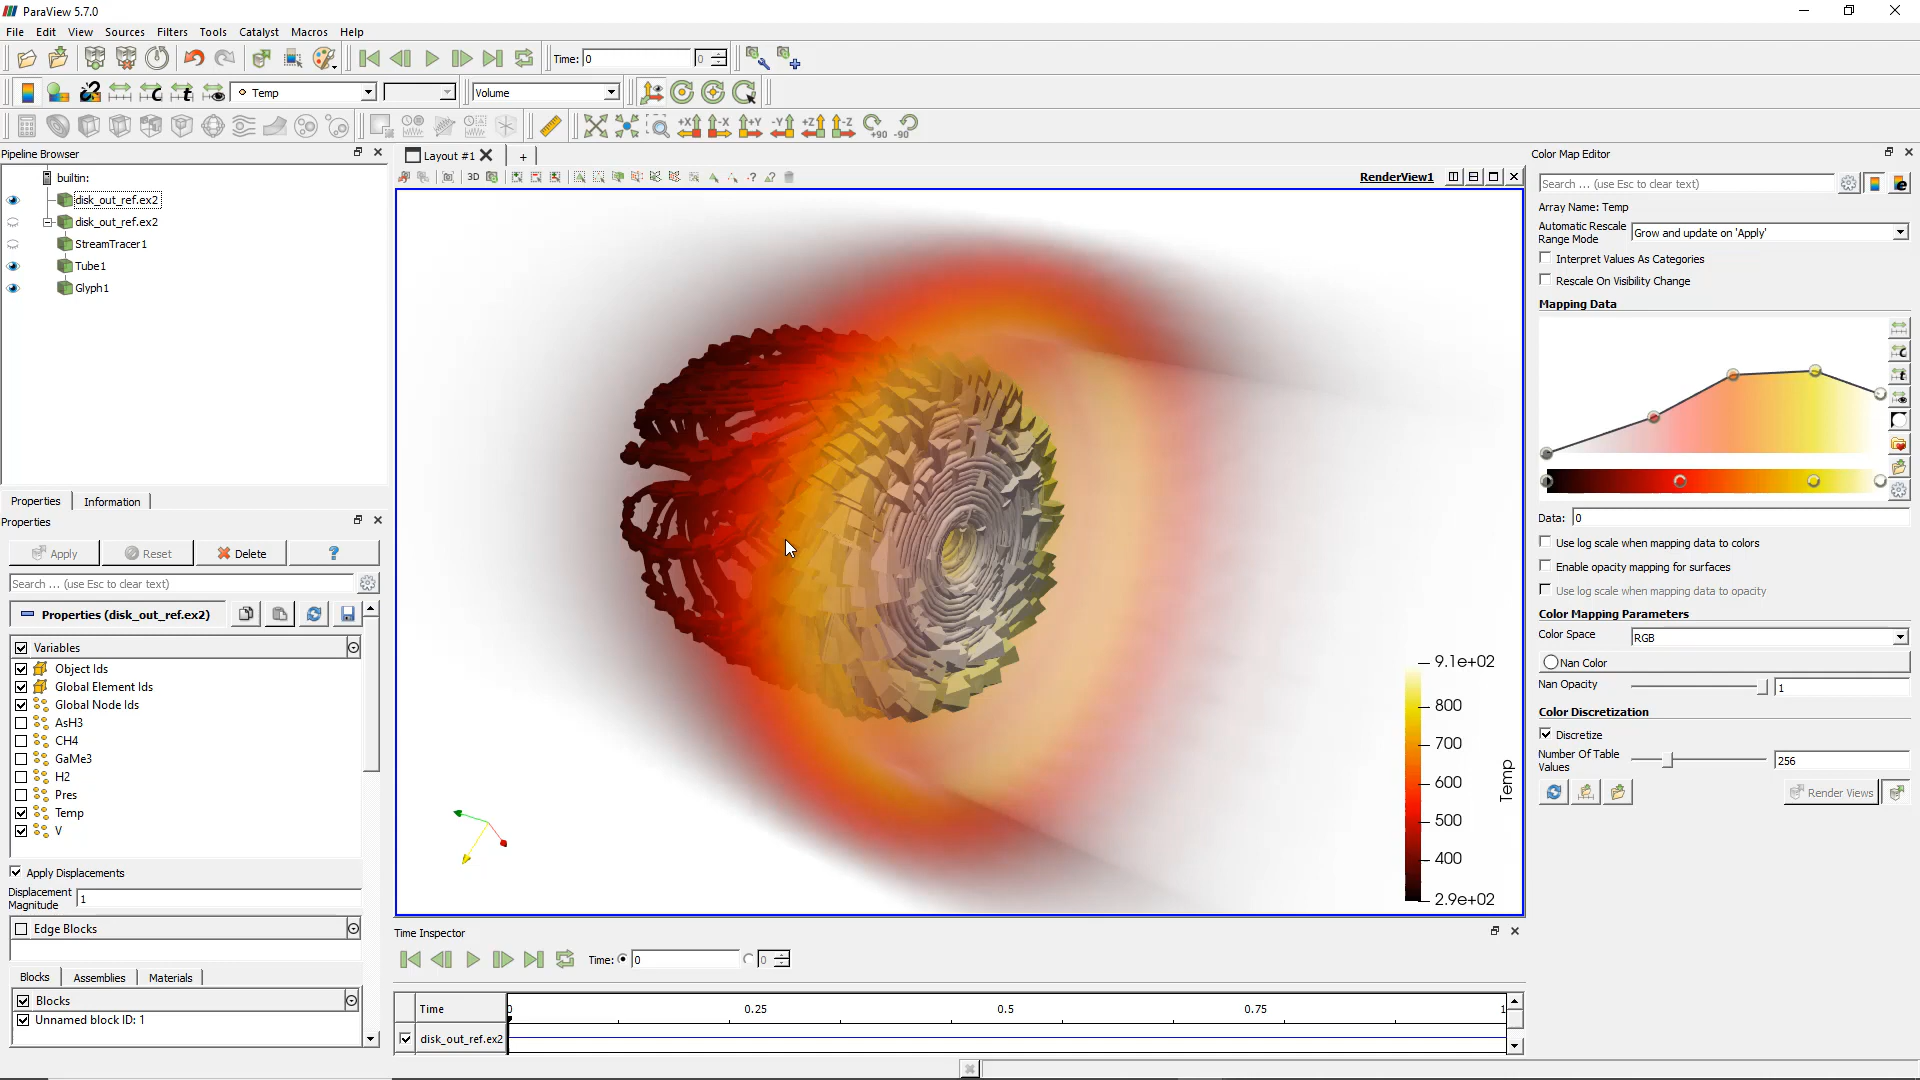 ParaView 5.7.0
File Edit View Sources Filters Tools Catalyst Macros Help
Time: 0 0
Temp Volume
+X -X +Y -Y +Z -Z +90 -90
Pipeline Browser
builtin:
disk_out_ref.ex2
disk_out_ref.ex2
StreamTracer1
Tube1
Glyph1
Properties Information
Properties
Apply Reset Delete ?
Search ... (use Esc to clear text)
Properties (disk_out_ref.ex2)
Variables
Object Ids
Global Element Ids
Global Node Ids
AsH3
CH4
GaMe3
H2
Pres
Temp
V
Apply Displacements
Displacement Magnitude 1
Edge Blocks
Blocks Assemblies Materials
Blocks
Unnamed block ID: 1
Layout #1 +
3D RenderView1
9.1e+02
800
700
600
500
400
2.9e+02
Temp
Time Inspector
Time: 0 0
Time 0 0.25 0.5 0.75 1
disk_out_ref.ex2
Color Map Editor
Search ... (use Esc to clear text)
Array Name: Temp
Automatic Rescale Range Mode Grow and update on 'Apply'
Interpret Values As Categories
Rescale On Visibility Change
Mapping Data
Data: 0
Use log scale when mapping data to colors
Enable opacity mapping for surfaces
Use log scale when mapping data to opacity
Color Mapping Parameters
Color Space RGB
Nan Color
Nan Opacity 1
Color Discretization
Discretize
Number Of Table Values 256
Render Views